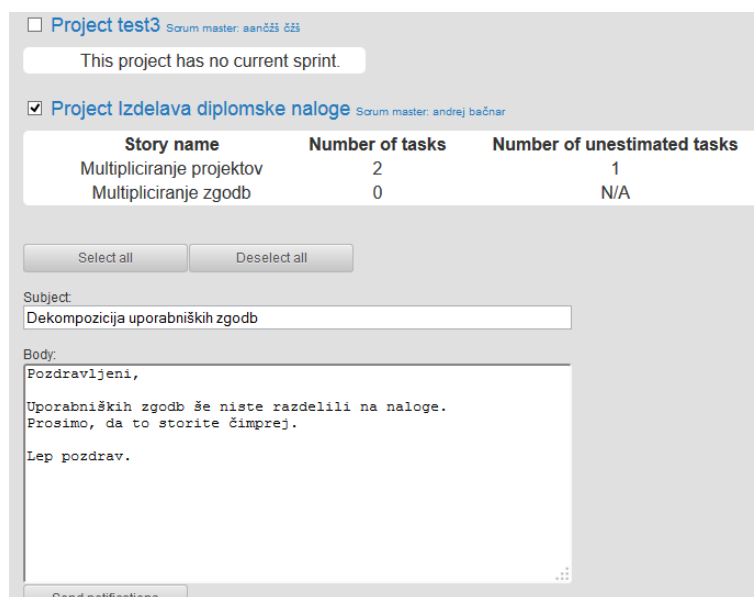 Project test3 Scrum master: aančžš čžš
This project has no current sprint.
Project Izdelava diplomske naloge Scrum master: andrej bačnar
Story name Number of tasks Number of unestimated tasks
Multipliciranje projektov 2 1
Multipliciranje zgodb 0 N/A
Select all Deselect all
Subject:
Dekompozicija uporabniških zgodb
Body:
Pozdravljeni,
Uporabniških zgodb še niste razdelili na naloge.
Prosimo, da to storite čimprej.
Lep pozdrav.
Send notifications